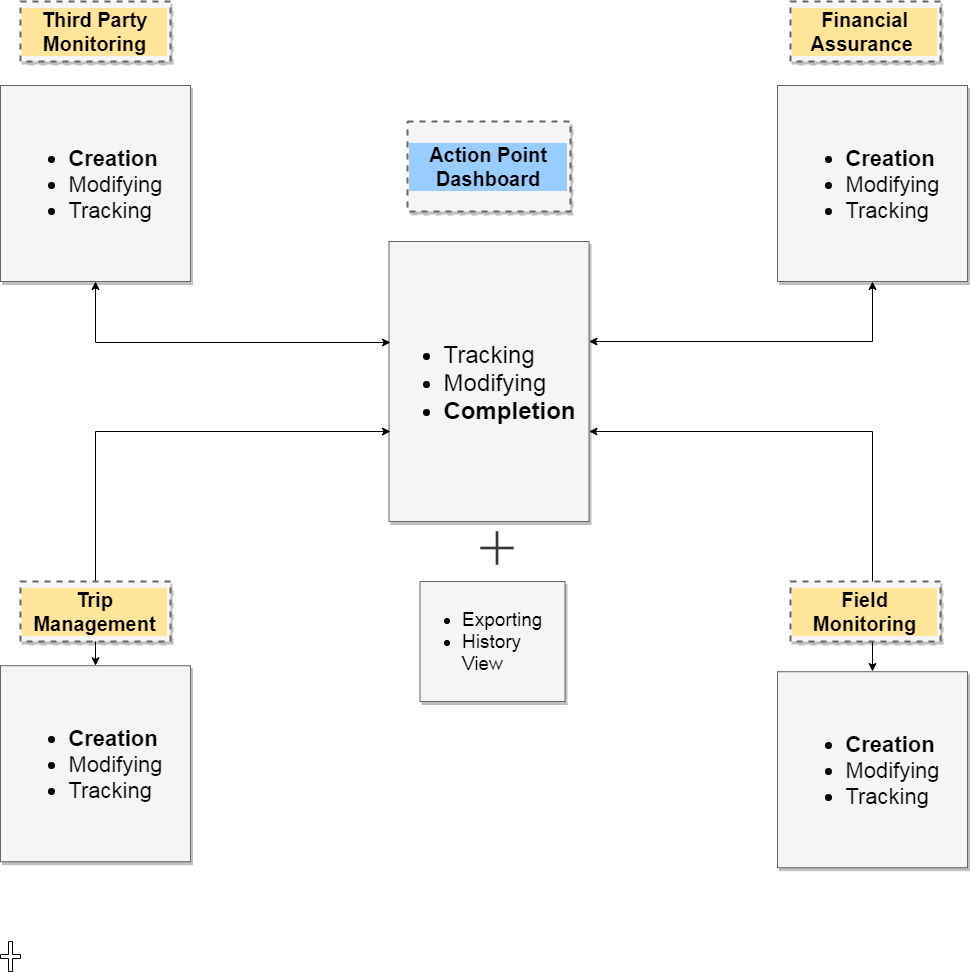 Third Party
Monitoring
Financial
Assurance
• Creation
• Modifying
• Tracking
Action Point
Dashboard
• Creation
• Modifying
• Tracking
• Tracking
• Modifying
• Completion
Trip
Management
• Exporting
• History
View
Field
Monitoring
• Creation
• Modifying
• Tracking
• Creation
• Modifying
• Tracking